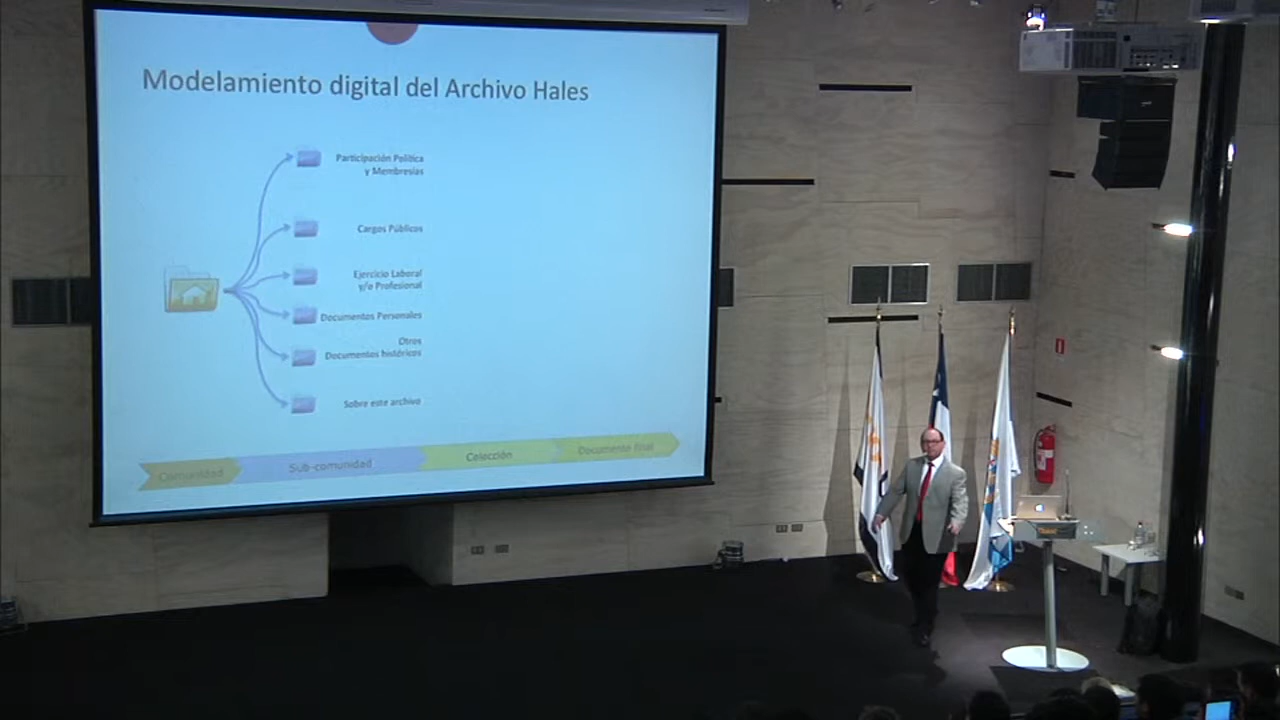 Modelamiento digital del Archivo Hales
Participación Política
y Membresías
Cargos Públicos
Ejercicio Laboral
y/o Profesional
Documentos Personales
Otros
Documentos históricos
Sobre este archivo
Comunidad
Sub-comunidad
Colección
Documento final